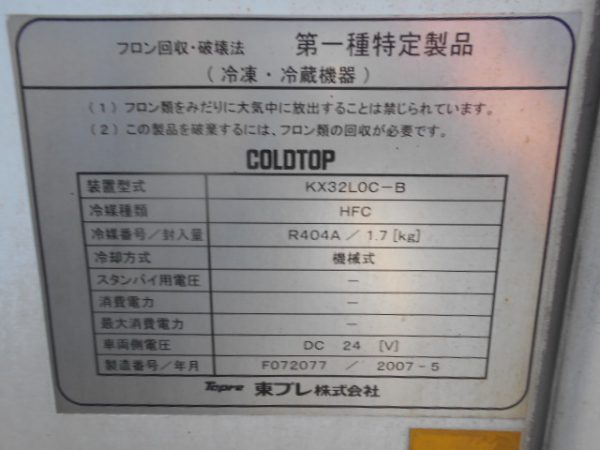 フロン回収・破壊法 第一種特定製品
（冷凍・冷蔵機器）
（1）フロン類をみだりに大気中に放出することは禁じられています。
（2）この製品を破棄するには、フロン類の回収が必要です。
COLDTOP
装置型式 KX32L0C-B
冷媒種類 HFC
冷媒番号/封入量 R404A / 1.7 [kg]
冷却方式 機械式
スタンバイ用電圧 －
消費電力 －
最大消費電力 －
車両側電圧 DC 24 [V]
製造番号/年月 F072077 / 2007-5
Topre 東プレ株式会社